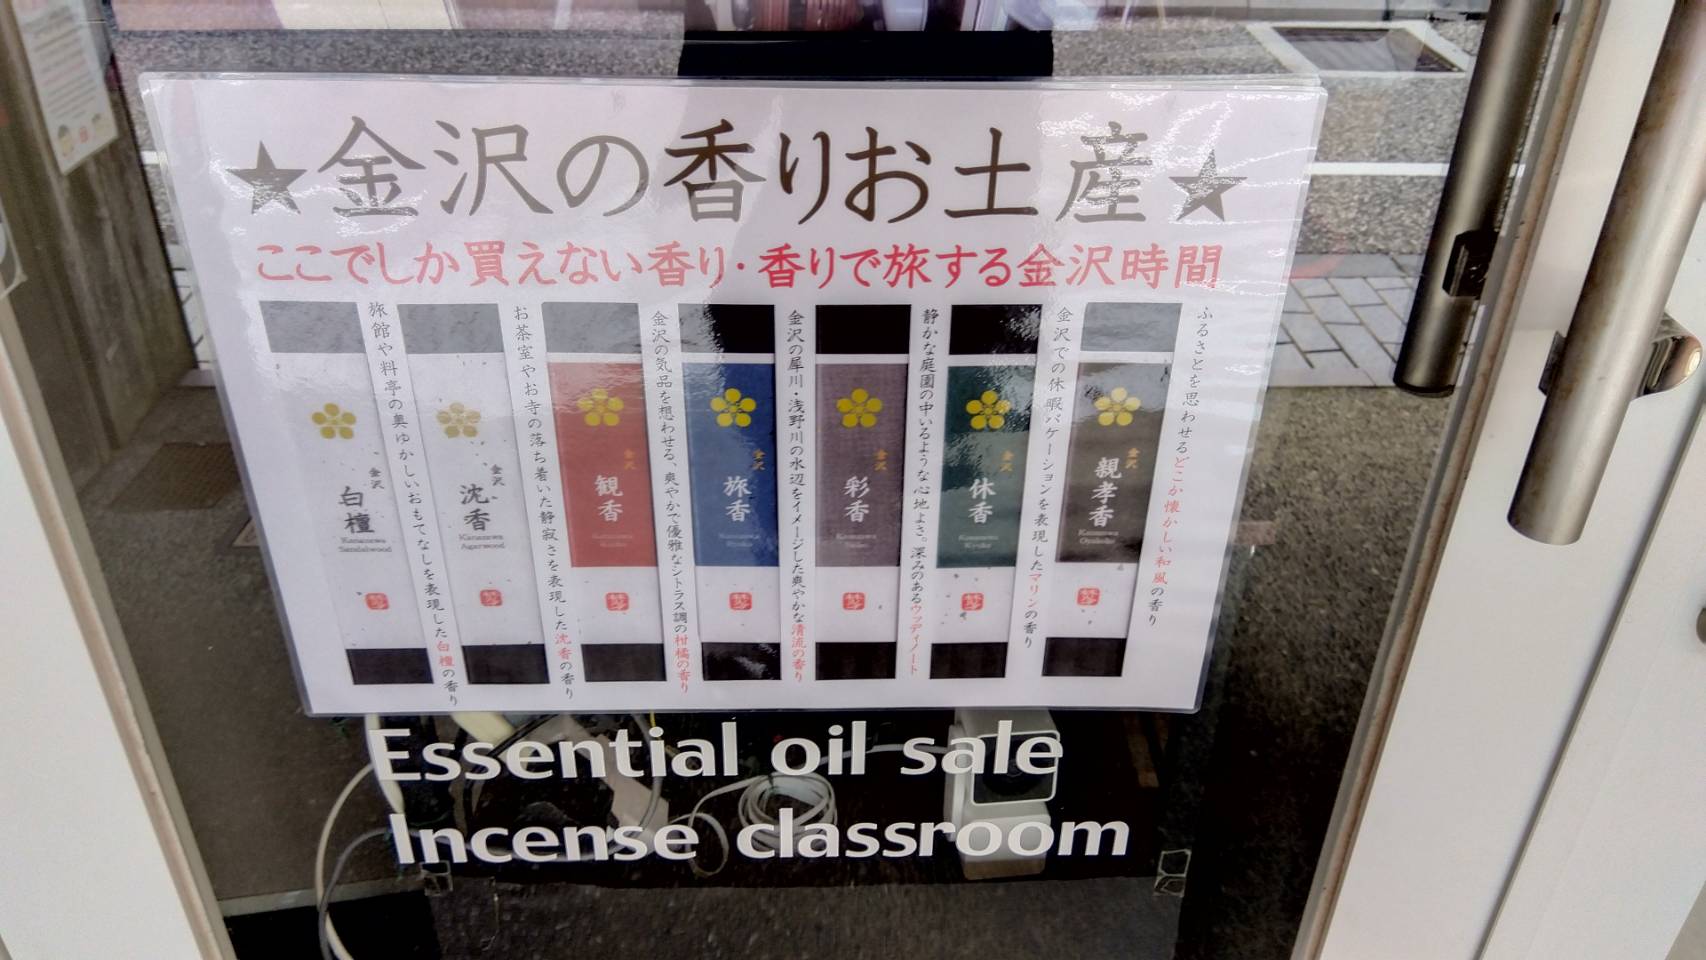 ★金沢の香りお土産★
ここでしか買えない香り・香りで旅する金沢時間
金沢
白檀
Kanazawa
Sandalwood
旅館や料亭の奥ゆかしいおもてなしを表現した白檀の香り
金沢
沈香
Kanazawa
Agarwood
お茶室やお寺の落ち着いた静寂さを表現した沈香の香り
金沢
観香
Kanazawa
金沢の気品を想わせる、爽やかで優雅なシトラス調の柑橘の香り
金沢
旅香
Kanazawa
金沢の犀川・浅野川の水辺をイメージした爽やかな清流の香り
金沢
彩香
Kanazawa
静かな庭園の中いるような心地よさ。深みのあるウッディノート
金沢
休香
Kanazawa
金沢での休暇バケーションを表現したマリンの香り
金沢
親孝香
Kanazawa
ふるさとを思わせるどこか懐かしい和風の香り
Essential oil sale
Incense classroom